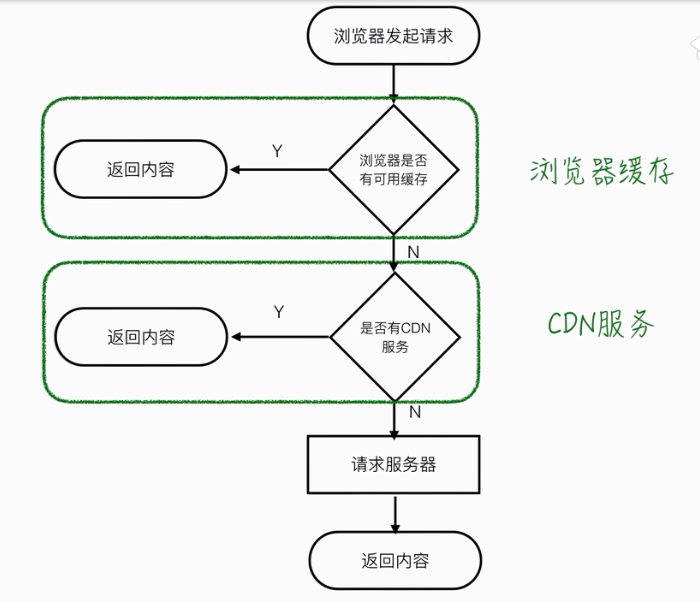 浏览器发起请求
浏览器是否
有可用缓存
Y
返回内容
浏览器缓存
N
是否有CDN
服务
Y
返回内容
CDN服务
N
请求服务器
返回内容